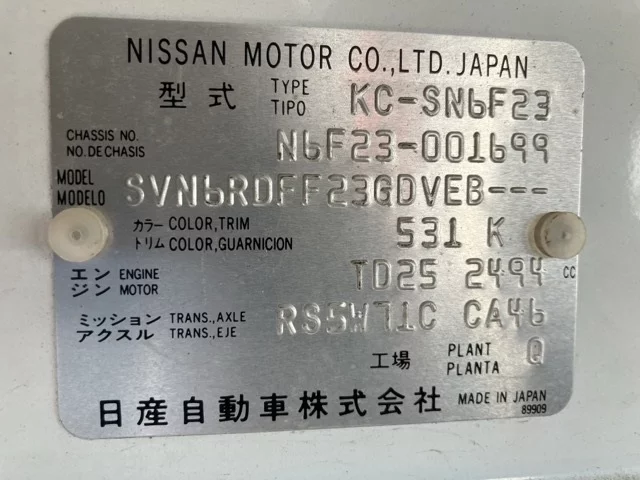 NISSAN MOTOR CO.,LTD. JAPAN
型式 TYPE TIPO KC-SN6F23
CHASSIS NO. NO.DE CHASIS N6F23-001699
MODEL MODELO SVN6RDFF23GDVEB---
カラー COLOR,TRIM トリム COLOR,GUARNICION 531 K
エンジン ENGINE MOTOR TD25 2494 CC
ミッション TRANS.,AXLE アクスル TRANS.,EJE RS5W71C CA46
工場 PLANT PLANTA Q
日産自動車株式会社 MADE IN JAPAN
89909